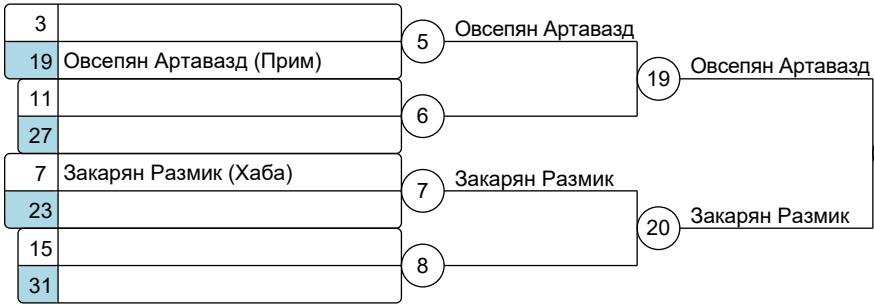 3
19 Овсепян Артавазд (Прим)
5 Овсепян Артавазд
11
27
6
19 Овсепян Артавазд
7 Закарян Размик (Хаба)
23
7 Закарян Размик
15
31
8
20 Закарян Размик